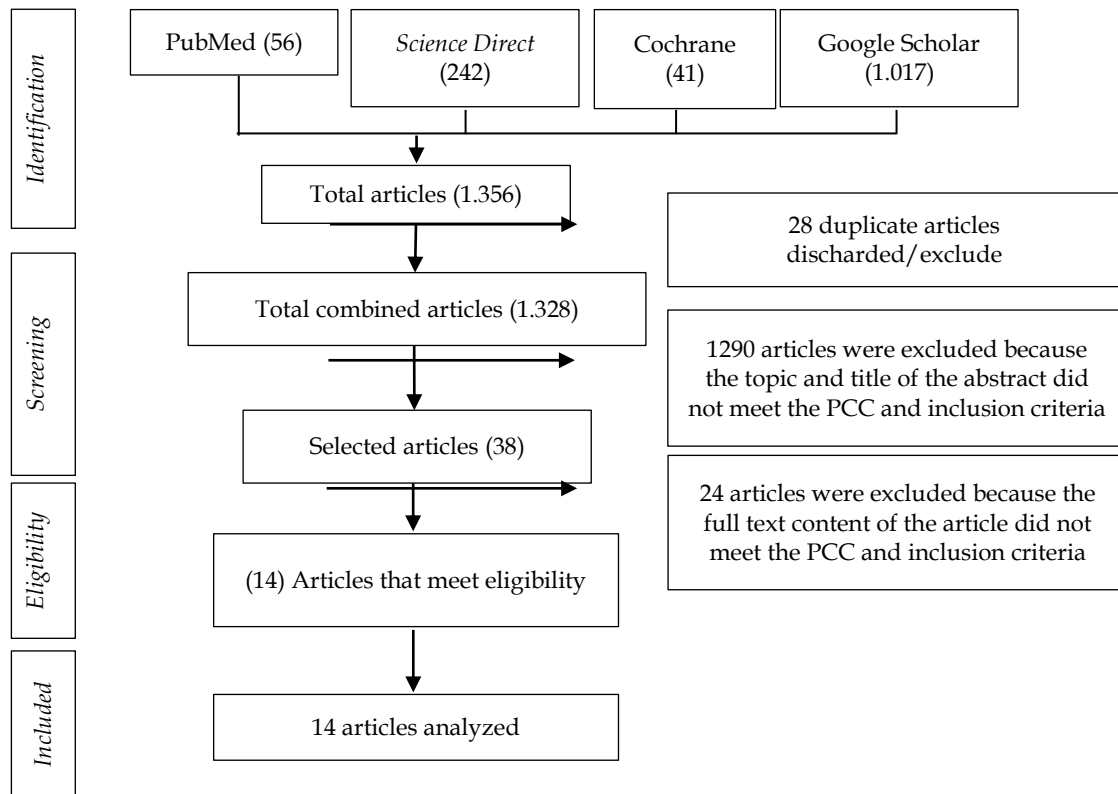 Identification
PubMed (56)
Science Direct
(242)
Cochrane
(41)
Google Scholar
(1.017)
Total articles (1.356)
28 duplicate articles
discharded/exclude
Screening
Total combined articles (1.328)
1290 articles were excluded because
the topic and title of the abstract did
not meet the PCC and inclusion criteria
Selected articles (38)
24 articles were excluded because the
full text content of the article did not
meet the PCC and inclusion criteria
Eligibility
(14) Articles that meet eligibility
Included
14 articles analyzed